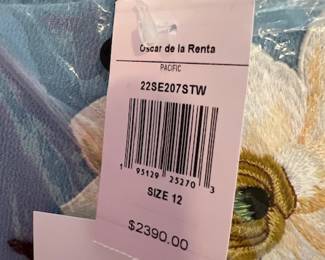 Oscar de la Renta
PACIFIC
22SE207STW
1 95129 25270 3
SIZE 12
$2390.00